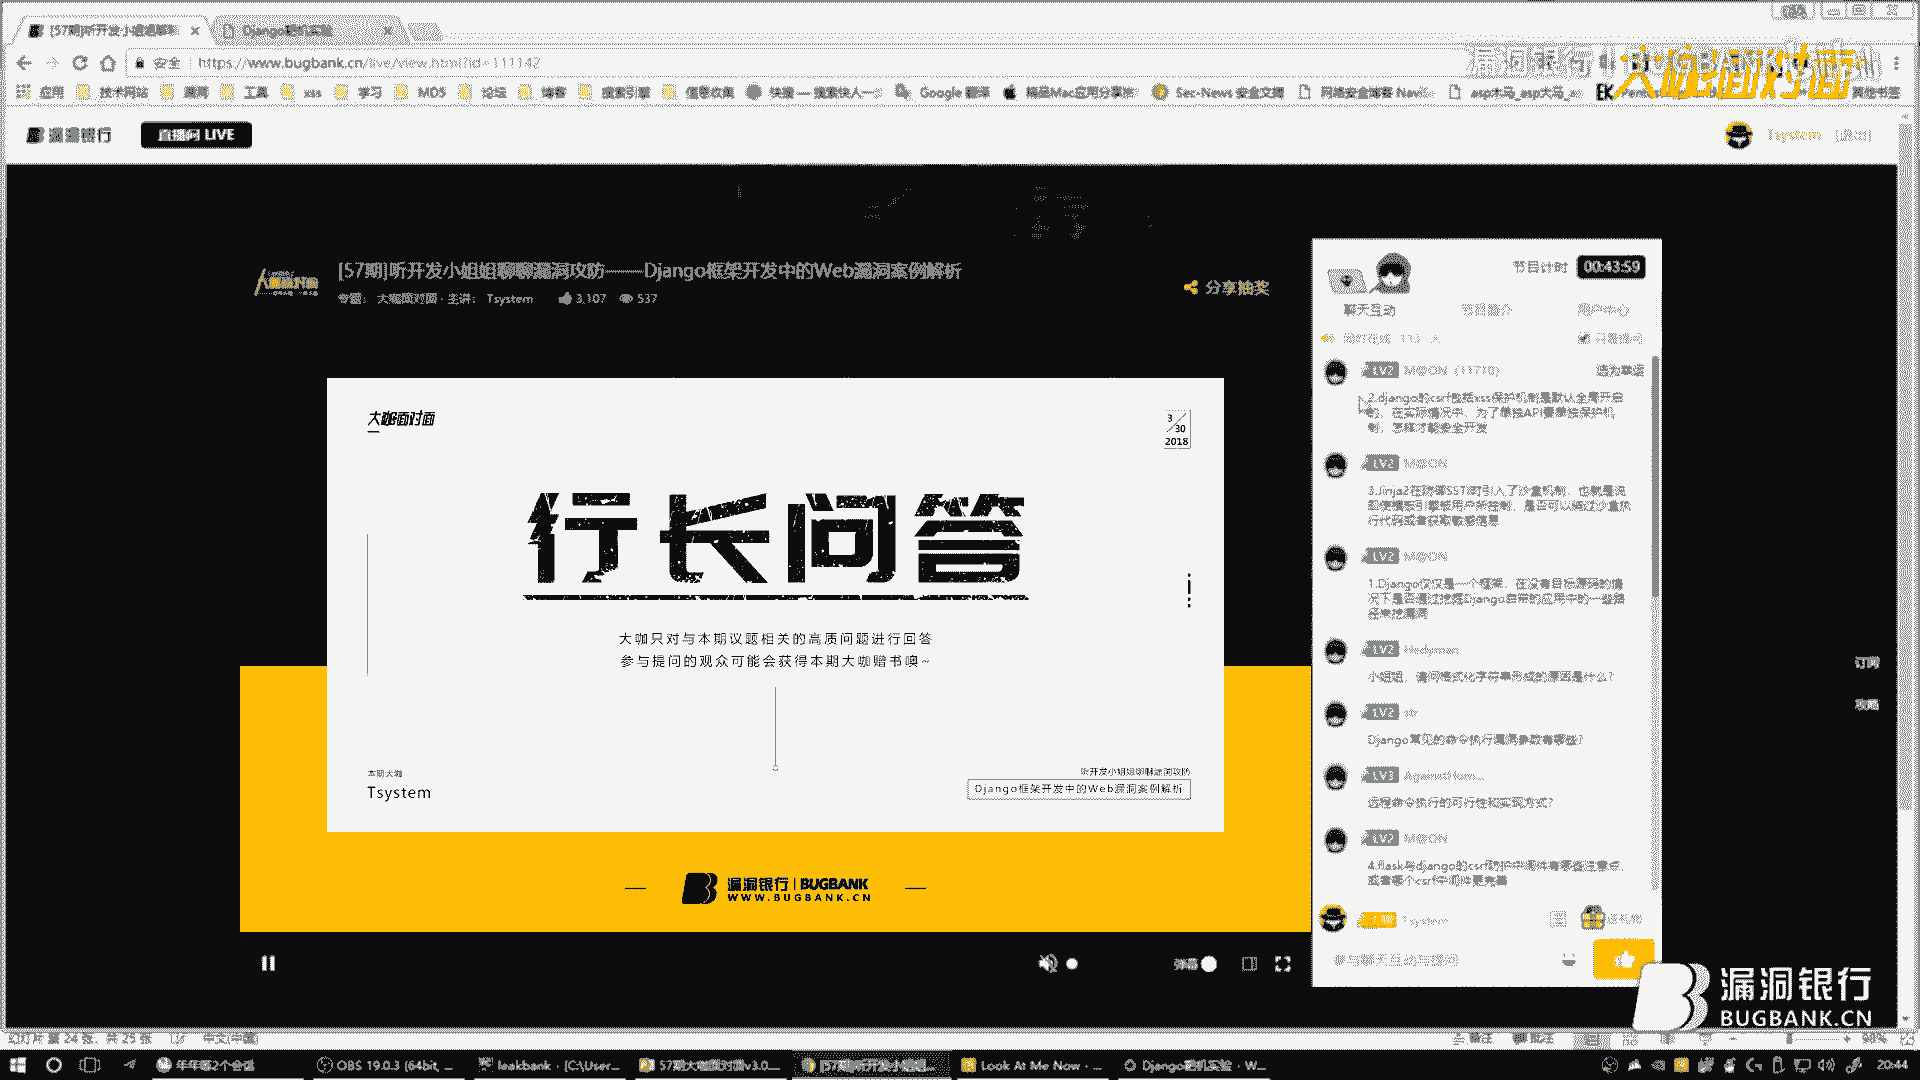 [57期]听开发小姐姐聊聊
Django靶机实验
安全 https://www.bugbank.cn/live/view.html?id=111142
应用 技术网站 漏洞 工具 xss 学习 MD5 论坛 博客 搜索引擎 信息收集 快搜 — 搜索快人一 Google 翻译 精品Mac应用分享 Sec-News 安全文摘 网络安全博客 Navi asp木马_asp大马_ 其他书签
漏洞银行 BUGBANK
大咖面对面
漏洞银行
直播间 LIVE
Tsystem [退出]
[57期]听开发小姐姐聊聊漏洞攻防——Django框架开发中的Web漏洞案例解析
专题: 大咖面对面 · 主讲: Tsystem 3,107 537
分享抽奖
大咖面对面
3
30
2018
行长问答
大咖只对与本期议题相关的高质问题进行回答
参与提问的观众可能会获得本期大咖赠书噢~
本期大咖
Tsystem
听开发小姐姐聊聊漏洞攻防
Django框架开发中的Web漏洞案例解析
漏洞银行 | BUGBANK
WWW.BUGBANK.CN
弹幕
节目计时 00:43:59
聊天互动 节目简介 用户中心
只看提问
LV2 M@ON (11710) 选为幸运
2.django的csrf包括xss保护机制是默认全局开启
的, 在实际情况中, 为了单独API要单独保护机
制, 怎样才能安全开发
LV2 M@ON
3.Jinja2在防御SSTI时引入了沙盒机制, 也就是说
即使模板引擎被用户所控制, 是否可以绕过沙盒执
行代码或者获取敏感信息
LV2 M@ON
1.Django仅仅是一个框架, 在没有目标源码的情
况下是否通过挖掘Django自带的应用中的一些路
径来找漏洞
LV2 Hedyman
小姐姐, 请问格式化字符串形成的原因是什么?
LV2 str
Django常见的命令执行漏洞参数有哪些?
LV3 AgainstHum...
远程命令执行的可行性和实现方式?
LV2 M@ON
4.flask与django的csrf防护中间件有哪些注意点,
或者哪个csrf中间件更完善
Tsystem
送礼物
参与聊天互动与提问
订阅
攻略
漏洞银行
BUGBANK.CN
幻灯片 第 24 张, 共 25 张 中文(中国)
备注 批注
年年等2个会话 OBS 19.0.3 (64bit, ... leakbank - [C:\User... 57期大咖面对面v3.0... [57期]听开发小姐... Look At Me Now - ... Django靶机实验 - W... 20:44